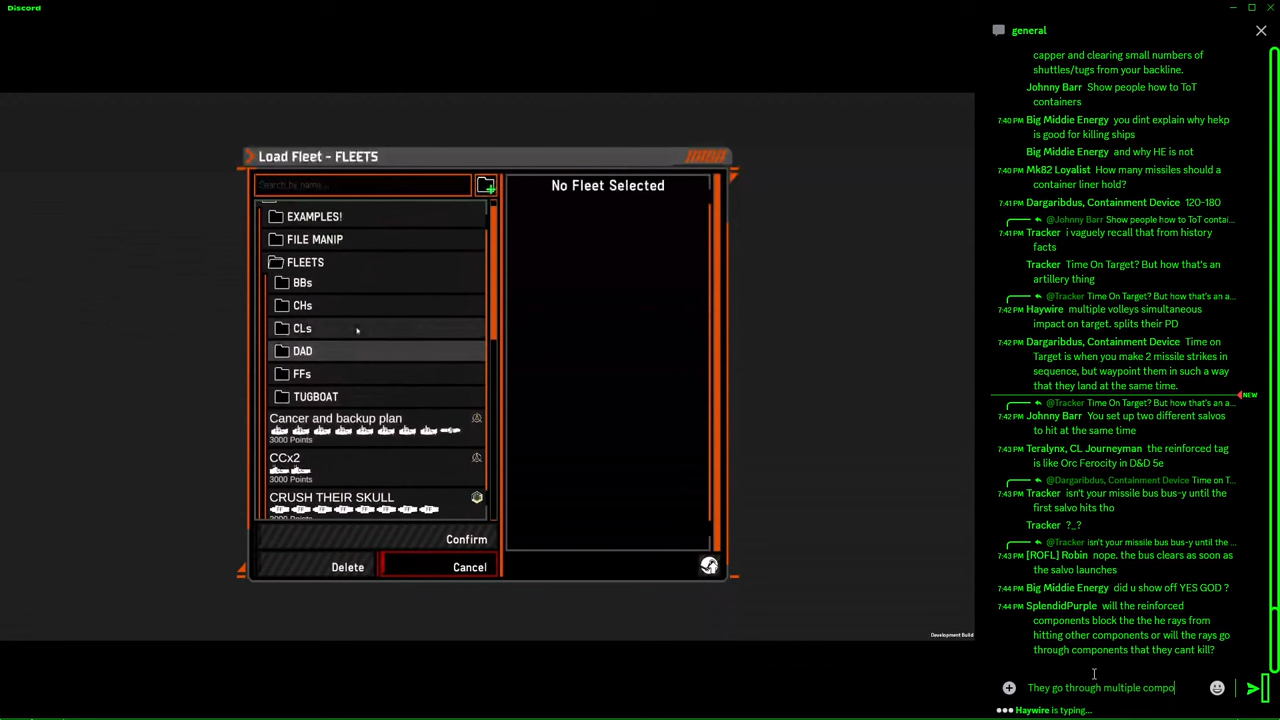 Discord
Load Fleet - FLEETS
Search by name...
EXAMPLES!
FILE MANIP
FLEETS
BBs
CHs
CLs
DAD
FFs
TUGBOAT
Cancer and backup plan
3000 Points
CCx2
3000 Points
CRUSH THEIR SKULL
3000 Points
Confirm
Delete
Cancel
No Fleet Selected
Development Build
general
capper and clearing small numbers of
shuttles/tugs from your backline.
Johnny Barr Show people how to ToT
containers
7:40 PM Big Middie Energy you dint explain why hekp
is good for killing ships
Big Middie Energy and why HE is not
7:40 PM Mk82 Loyalist How many missiles should a
container liner hold?
7:41 PM Dargaribdus, Containment Device 120-180
@Johnny Barr Show people how to ToT contai...
7:41 PM Tracker i vaguely recall that from history
facts
Tracker Time On Target? But how that's an
artillery thing
@Tracker Time On Target? But how that's an a...
7:42 PM Haywire multiple volleys simultaneous
impact on target. splits their PD
7:42 PM Dargaribdus, Containment Device Time on
Target is when you make 2 missile strikes in
sequence, but waypoint them in such a way
that they land at the same time.
NEW
@Tracker Time On Target? But how that's an a...
7:42 PM Johnny Barr You set up two different salvos
to hit at the same time
7:43 PM Teralynx, CL Journeyman the reinforced tag
is like Orc Ferocity in D&D 5e
@Dargaribdus, Containment Device Time on T...
7:43 PM Tracker isn't your missile bus bus-y until the
first salvo hits tho
Tracker ?_?
@Tracker isn't your missile bus bus-y until the ...
7:43 PM [ROFL] Robin nope. the bus clears as soon as
the salvo launches
7:44 PM Big Middie Energy did u show off YES GOD ?
7:44 PM SplendidPurple will the reinforced
components block the the he rays from
hitting other components or will the rays go
through components that they cant kill?
They go through multiple compo
Haywire is typing...